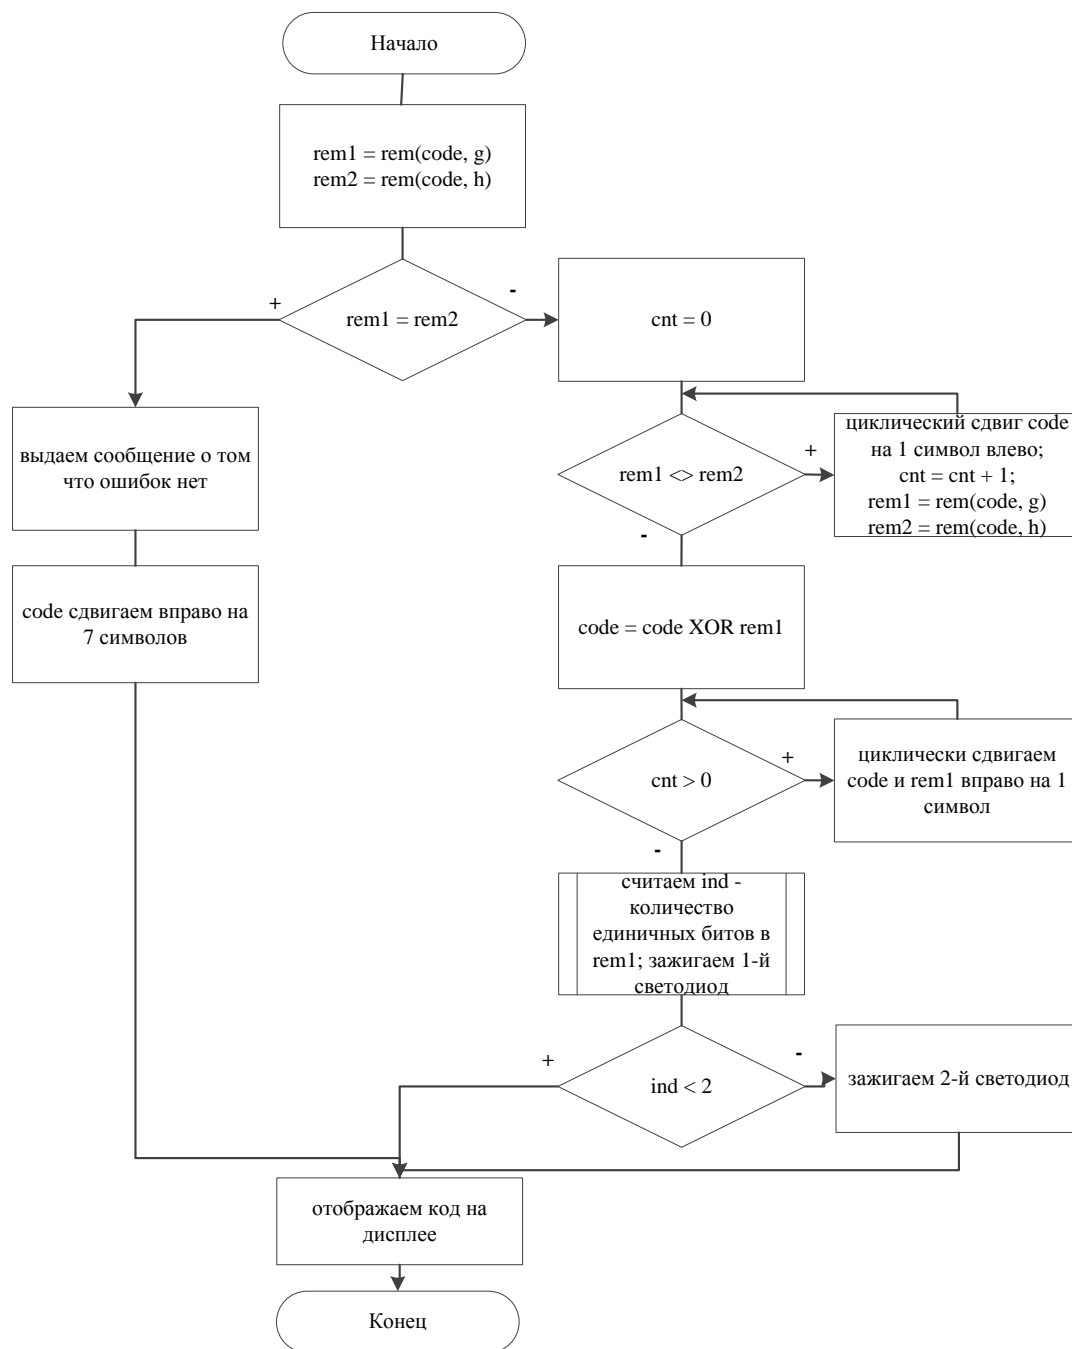 Начало
rem1 = rem(code, g)
rem2 = rem(code, h)
+
-
rem1 = rem2
cnt = 0
выдаем сообщение о том
что ошибок нет
rem1 <> rem2
+
циклический сдвиг code
на 1 символ влево;
cnt = cnt + 1;
rem1 = rem(code, g)
rem2 = rem(code, h)
-
code сдвигаем вправо на
7 символов
code = code XOR rem1
cnt > 0
+
циклически сдвигаем
code и rem1 вправо на 1
символ
-
считаем ind -
количество
единичных битов в
rem1; зажигаем 1-й
светодиод
+
-
ind < 2
зажигаем 2-й светодиод
отображаем код на
дисплее
Конец